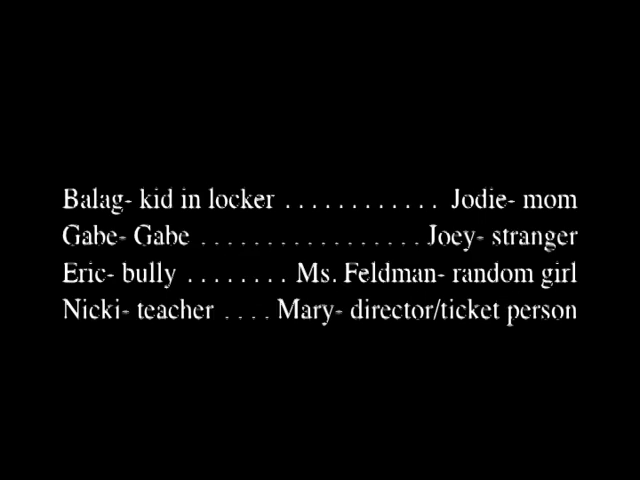 Balag- kid in locker . . . . . . . . . . . . Jodie- mom
Gabe- Gabe . . . . . . . . . . . . . . . . . Joey- stranger
Eric- bully . . . . . . . . Ms. Feldman- random girl
Nicki- teacher . . . . Mary- director/ticket person